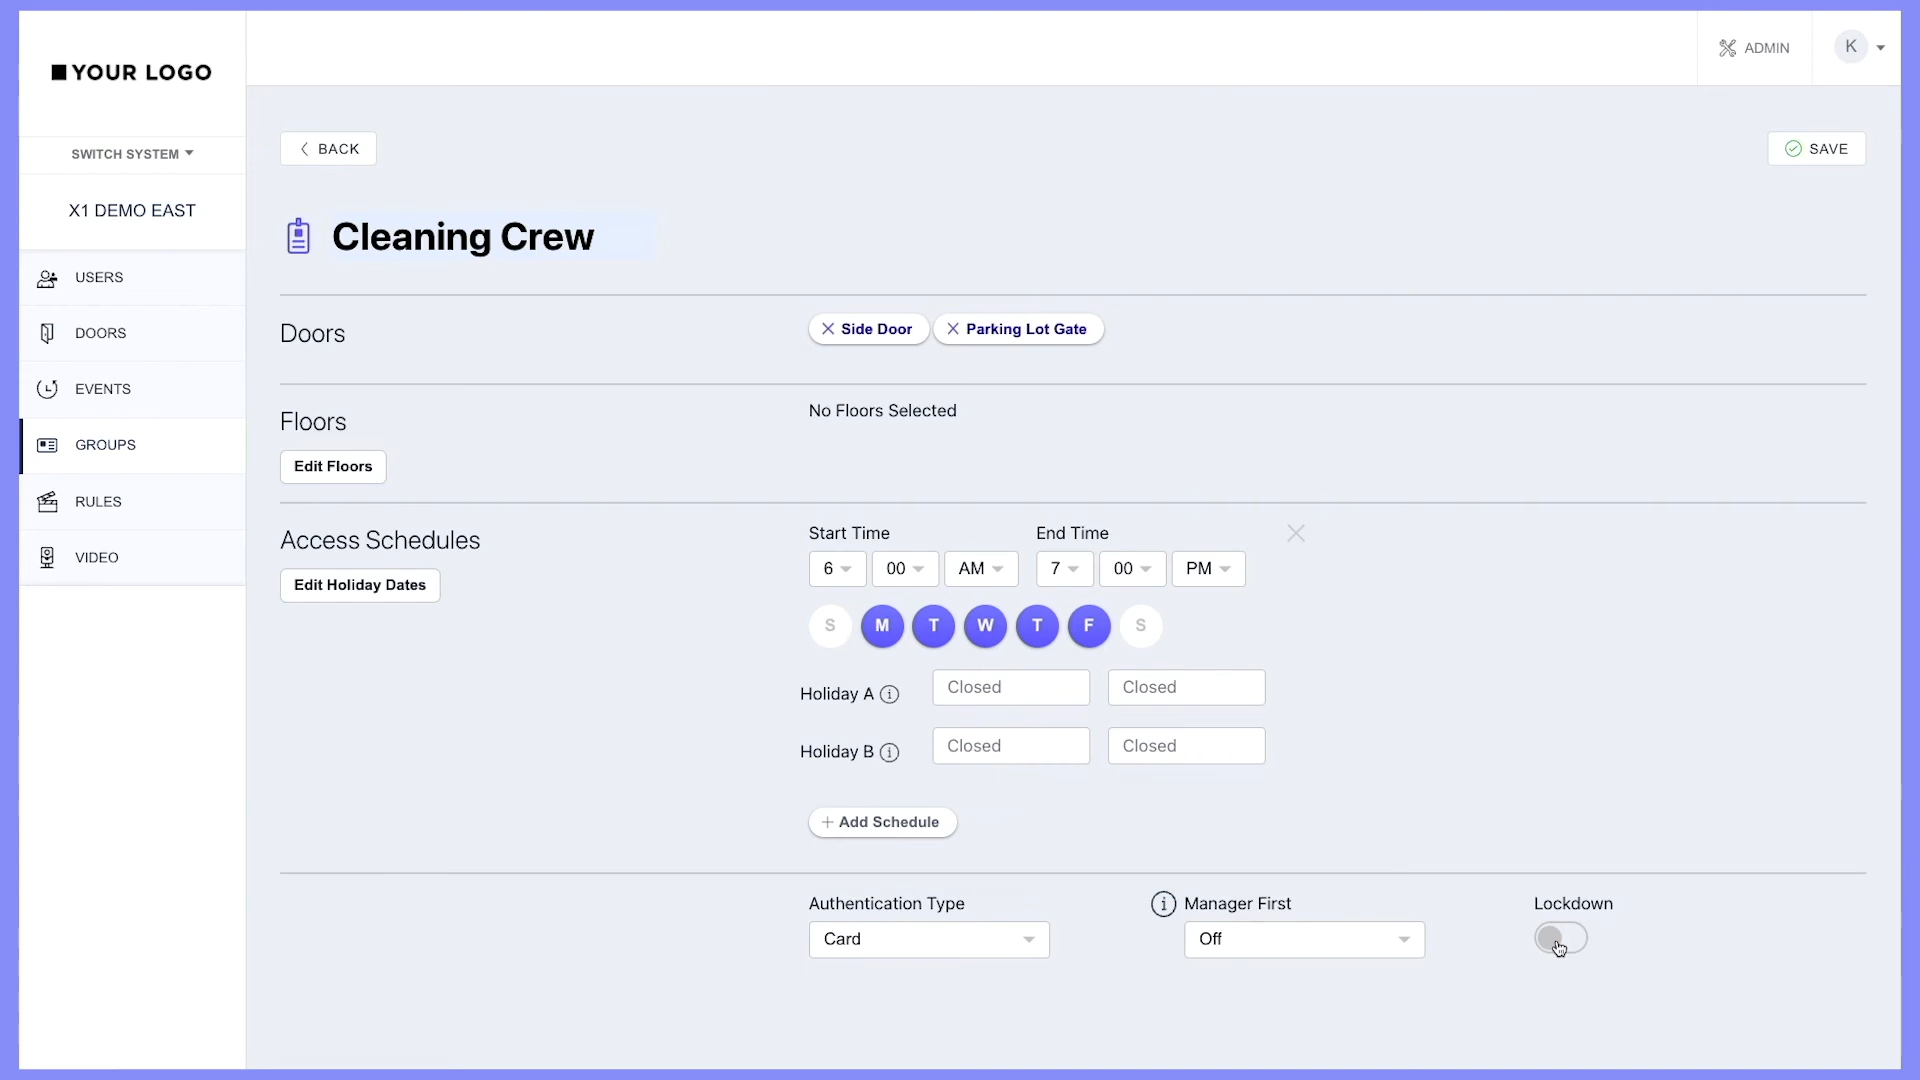 YOUR LOGO
ADMIN
K
SWITCH SYSTEM
X1 DEMO EAST
USERS
DOORS
EVENTS
GROUPS
RULES
VIDEO
BACK
SAVE
Cleaning Crew
Doors
Side Door
Parking Lot Gate
Floors
No Floors Selected
Edit Floors
Access Schedules
Edit Holiday Dates
Start Time
End Time
6 00 AM
7 00 PM
S M T W T F S
Holiday A Closed Closed
Holiday B Closed Closed
+ Add Schedule
Authentication Type
Card
Manager First
Off
Lockdown